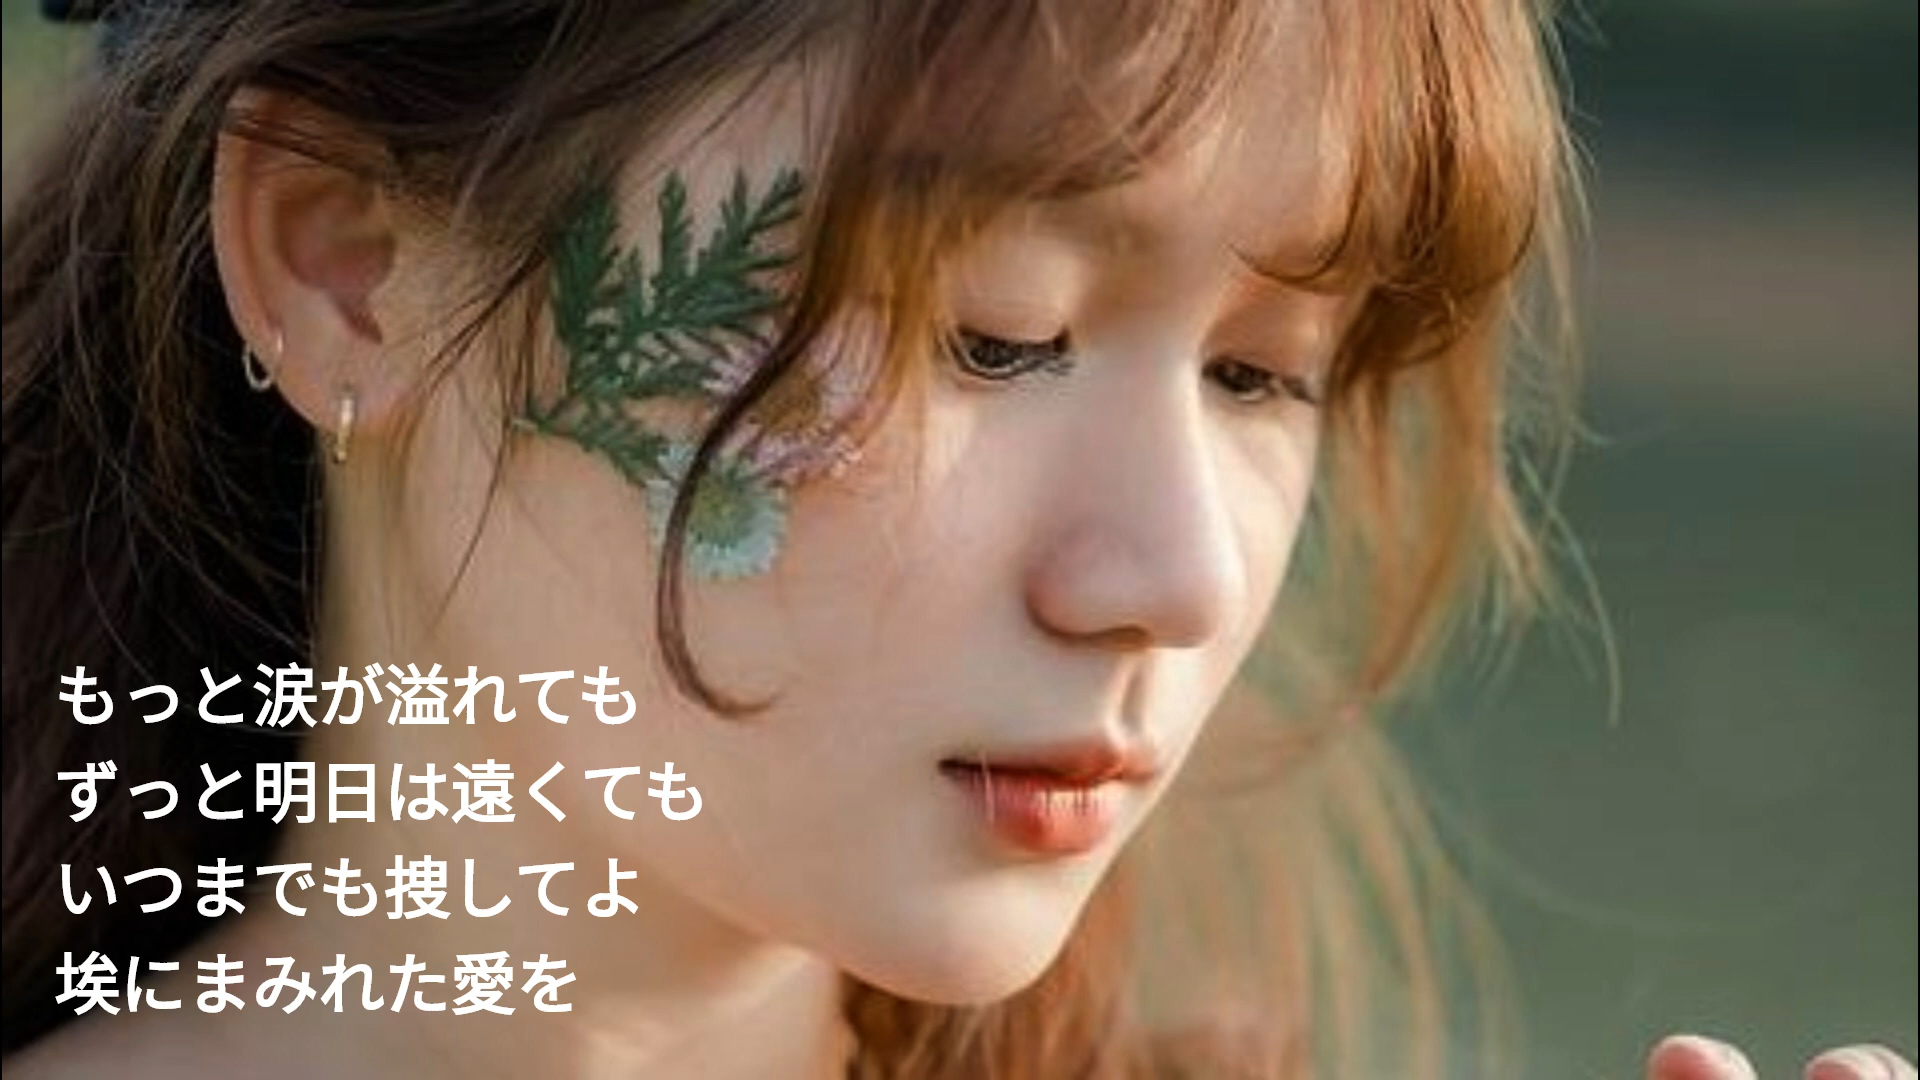 もっと涙が溢れても
ずっと明日は遠くても
いつまでも捜してよ
埃にまみれた愛を